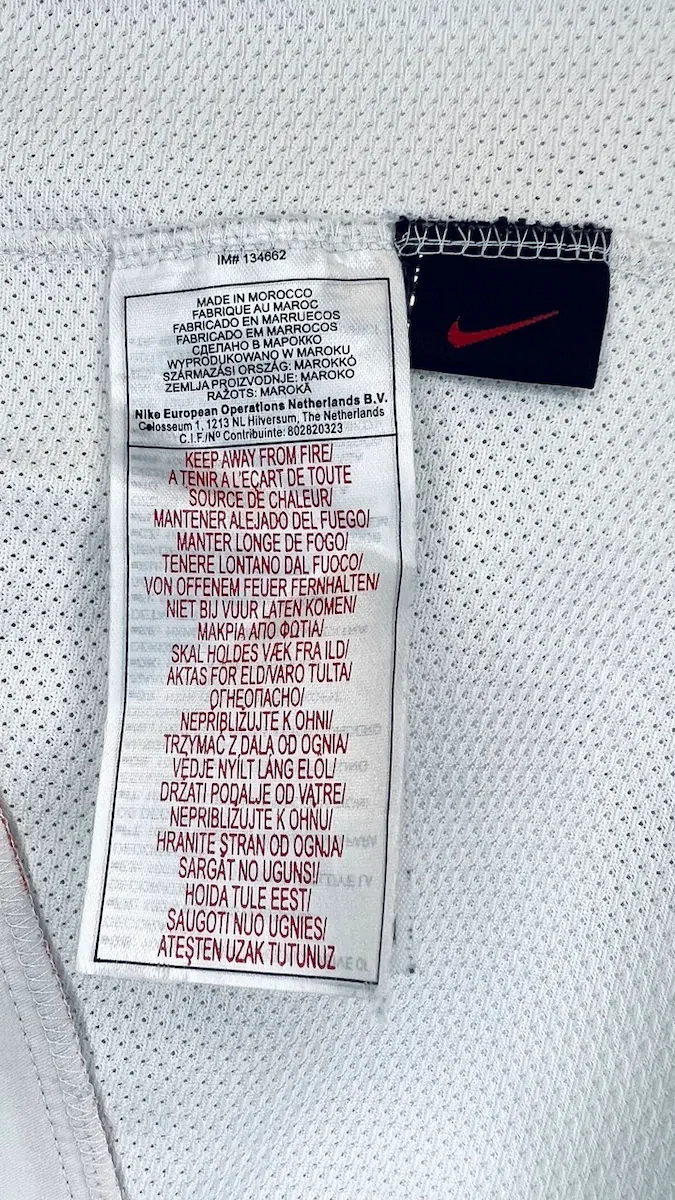 IM# 134662
MADE IN MOROCCO
FABRIQUE AU MAROC
FABRICADO EN MARRUECOS
FABRICADO EM MARROCOS
СДЕЛАНО В МАРОККО
WYPRODUKOWANO W MAROKU
SZÁRMAZÁSI ORSZÁG: MAROKKÓ
ZEMLJA PROIZVODNJE: MAROKO
RAŽOTS: MAROKĀ
Nike European Operations Netherlands B.V.
Colosseum 1, 1213 NL Hilversum, The Netherlands
C.I.F./Nº Contribuinte: 802820323
KEEP AWAY FROM FIRE/
A TENIR A L'ECART DE TOUTE
SOURCE DE CHALEUR/
MANTENER ALEJADO DEL FUEGO/
MANTER LONGE DE FOGO/
TENERE LONTANO DAL FUOCO/
VON OFFENEM FEUER FERNHALTEN/
NIET BIJ VUUR LATEN KOMEN/
ΜΑΚΡΙΑ ΑΠΟ ΦΩΤΙΑ/
SKAL HOLDES VÆK FRA ILD/
AKTAS FÖR ELD/VARO TULTA/
ОГНЕОПАСНО/
NEPRIBLIŽUJTE K OHNI/
TRZYMAĆ Z DALA OD OGNIA/
VÉDJE NYÍLT LÁNG ELÖL/
DRŽATI PODALJE OD VATRE/
NEPRIBLIŽUJTE K OHŇU/
HRANITE STRAN OD OGNJA/
SARGĀT NO UGUNS!/
HOIDA TULE EEST/
SAUGOTI NUO UGNIES/
ATEŞTEN UZAK TUTUNUZ